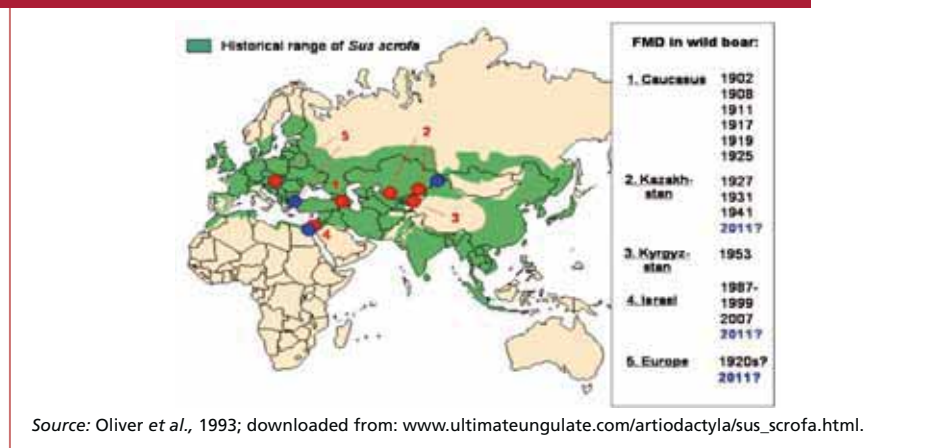 Historical range of Sus scrofa
FMD in wild boar:
1. Caucasus 1902
1908
1911
1917
1919
1925
2. Kazakh-
stan
1927
1931
1941
2011?
3. Kyrgyz-
stan
1953
4. Israel
1987-
1999
2007
2011?
5. Europe 1920s?
2011?
5
2
1
3
4
Source: Oliver et al., 1993; downloaded from: www.ultimateungulate.com/artiodactyla/sus_scrofa.html.